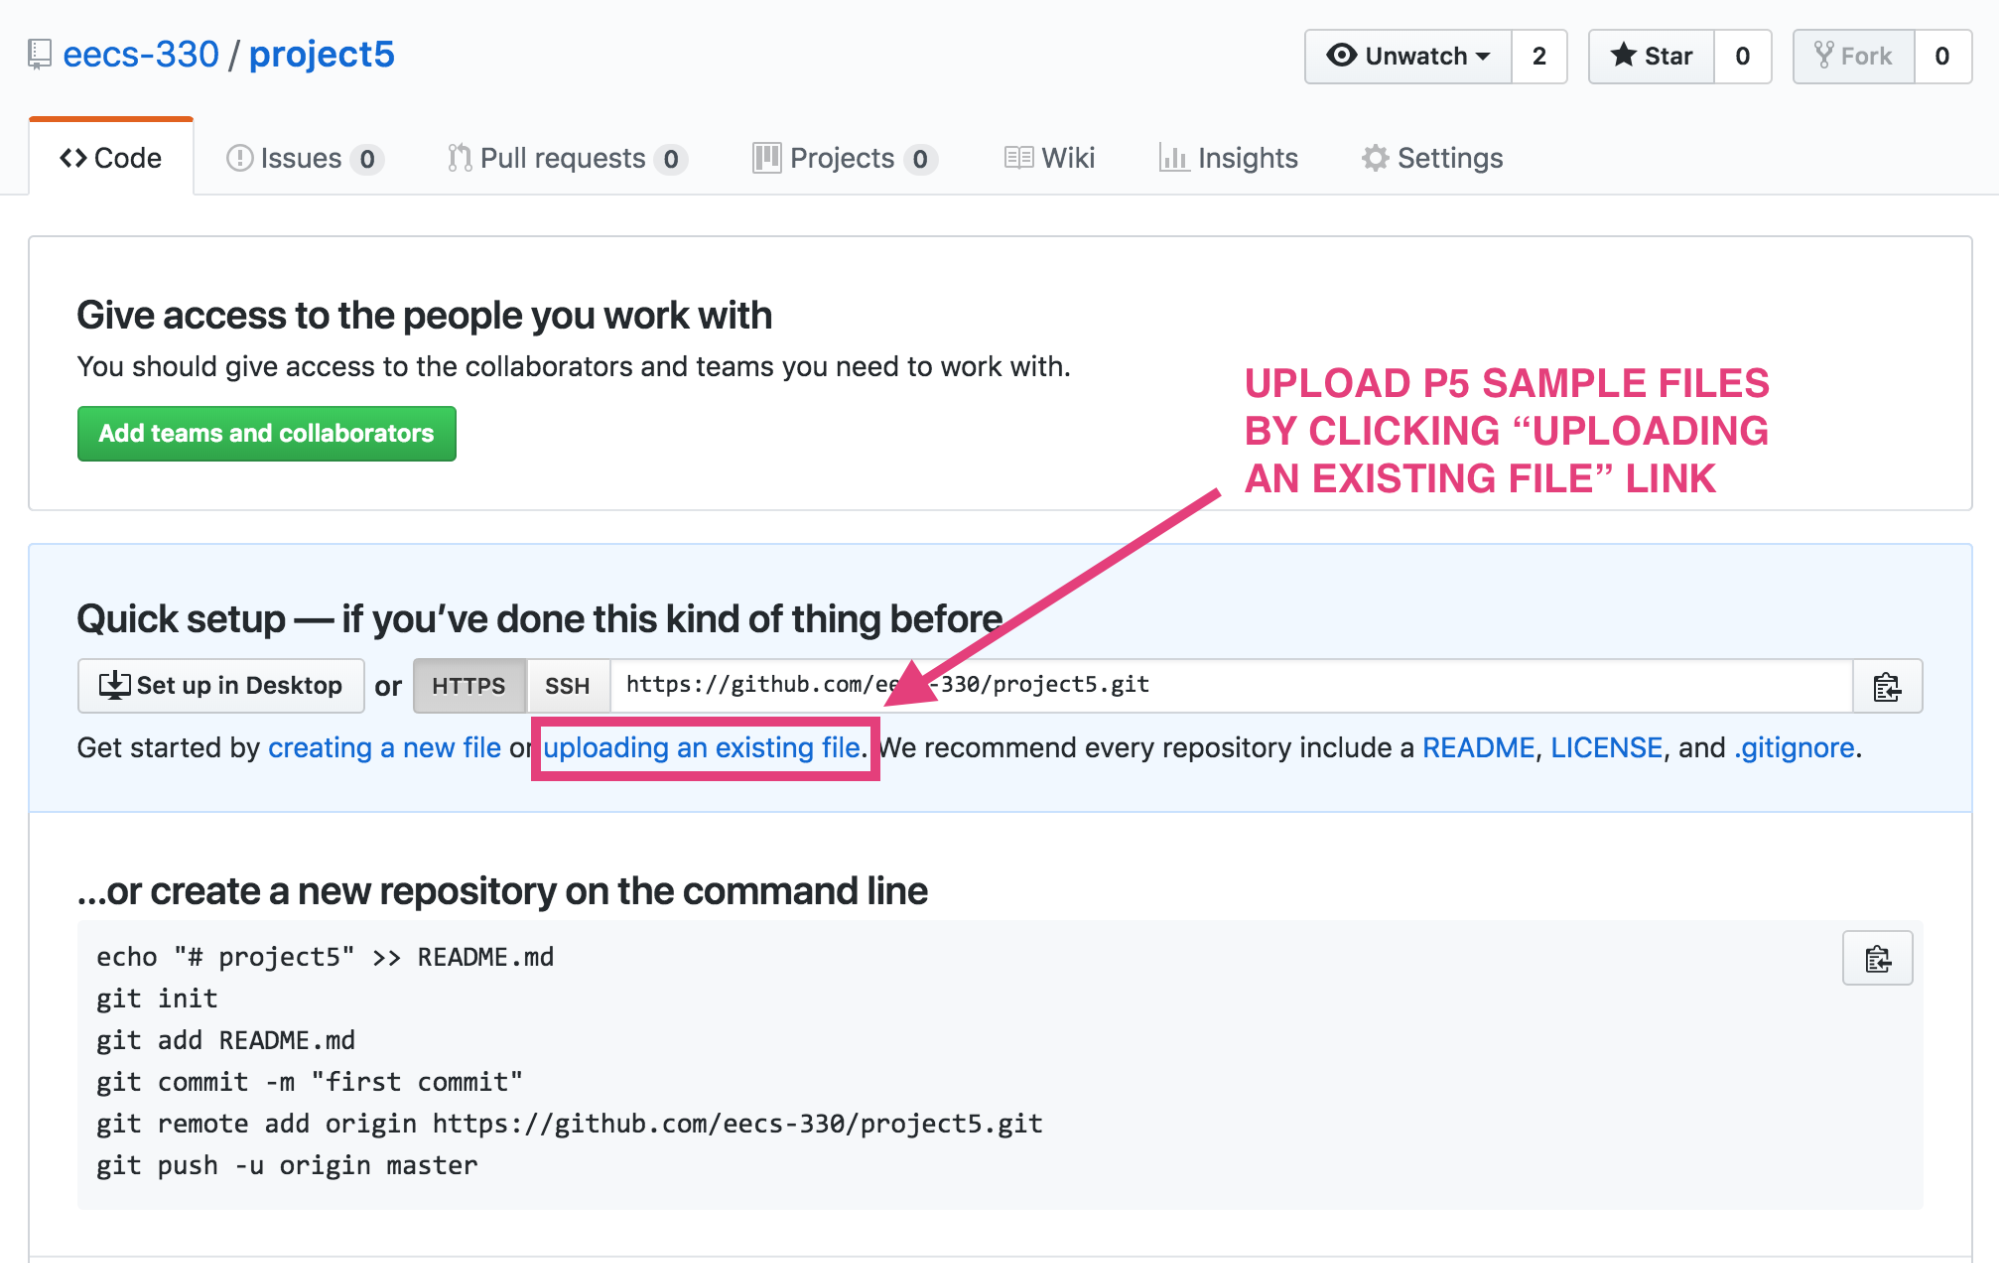 eecs-330 / project5
Unwatch 2 Star 0 Fork 0
Code Issues 0 Pull requests 0 Projects 0 Wiki Insights Settings
Give access to the people you work with
You should give access to the collaborators and teams you need to work with.
Add teams and collaborators
UPLOAD P5 SAMPLE FILES
BY CLICKING “UPLOADING
AN EXISTING FILE” LINK
Quick setup — if you’ve done this kind of thing before
Set up in Desktop or HTTPS SSH https://github.com/eecs-330/project5.git
Get started by creating a new file or uploading an existing file. We recommend every repository include a README, LICENSE, and .gitignore.
…or create a new repository on the command line
echo "# project5" >> README.md
git init
git add README.md
git commit -m "first commit"
git remote add origin https://github.com/eecs-330/project5.git
git push -u origin master